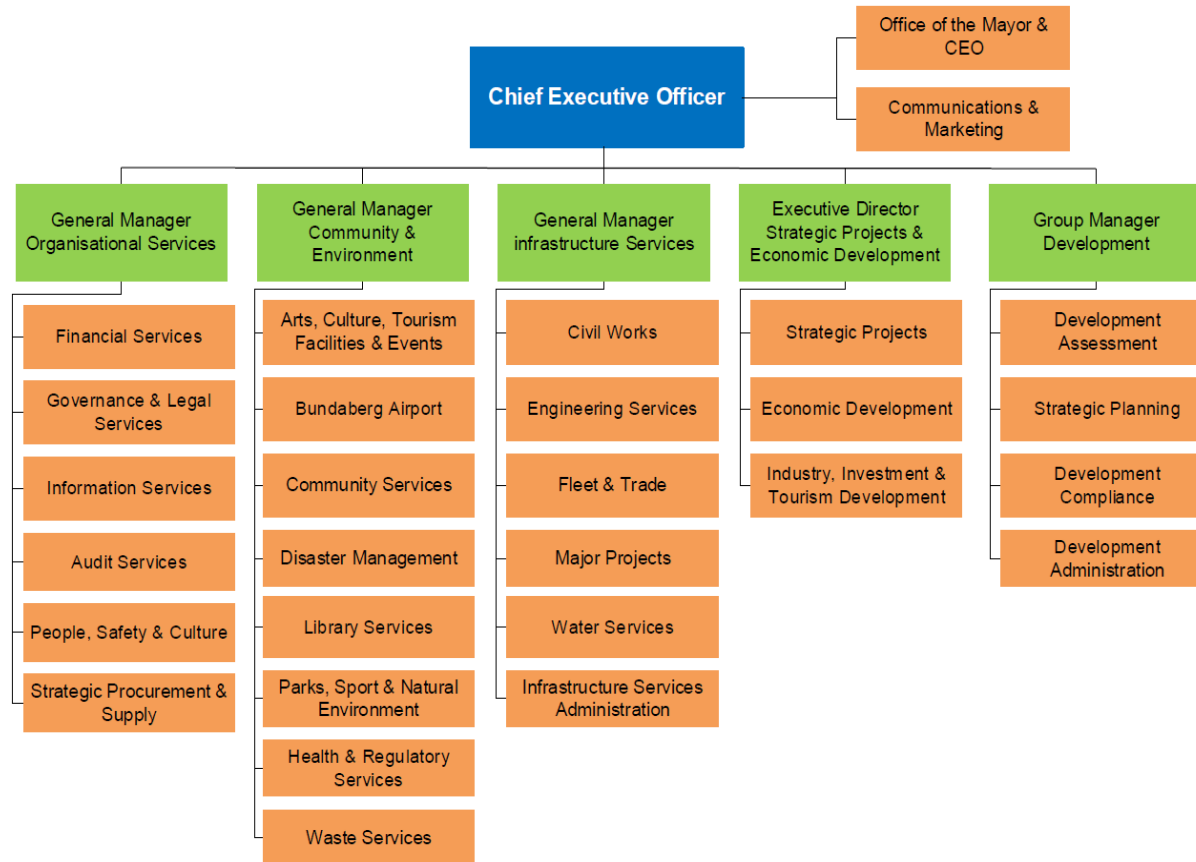 Office of the Mayor &
CEO
Chief Executive Officer
Communications &
Marketing
General Manager
Organisational Services
General Manager
Community &
Environment
General Manager
infrastructure Services
Executive Director
Strategic Projects &
Economic Development
Group Manager
Development
Financial Services
Governance & Legal
Services
Information Services
Audit Services
People, Safety & Culture
Strategic Procurement &
Supply
Arts, Culture, Tourism
Facilities & Events
Bundaberg Airport
Community Services
Disaster Management
Library Services
Parks, Sport & Natural
Environment
Health & Regulatory
Services
Waste Services
Civil Works
Engineering Services
Fleet & Trade
Major Projects
Water Services
Infrastructure Services
Administration
Strategic Projects
Economic Development
Industry, Investment &
Tourism Development
Development
Assessment
Strategic Planning
Development
Compliance
Development
Administration